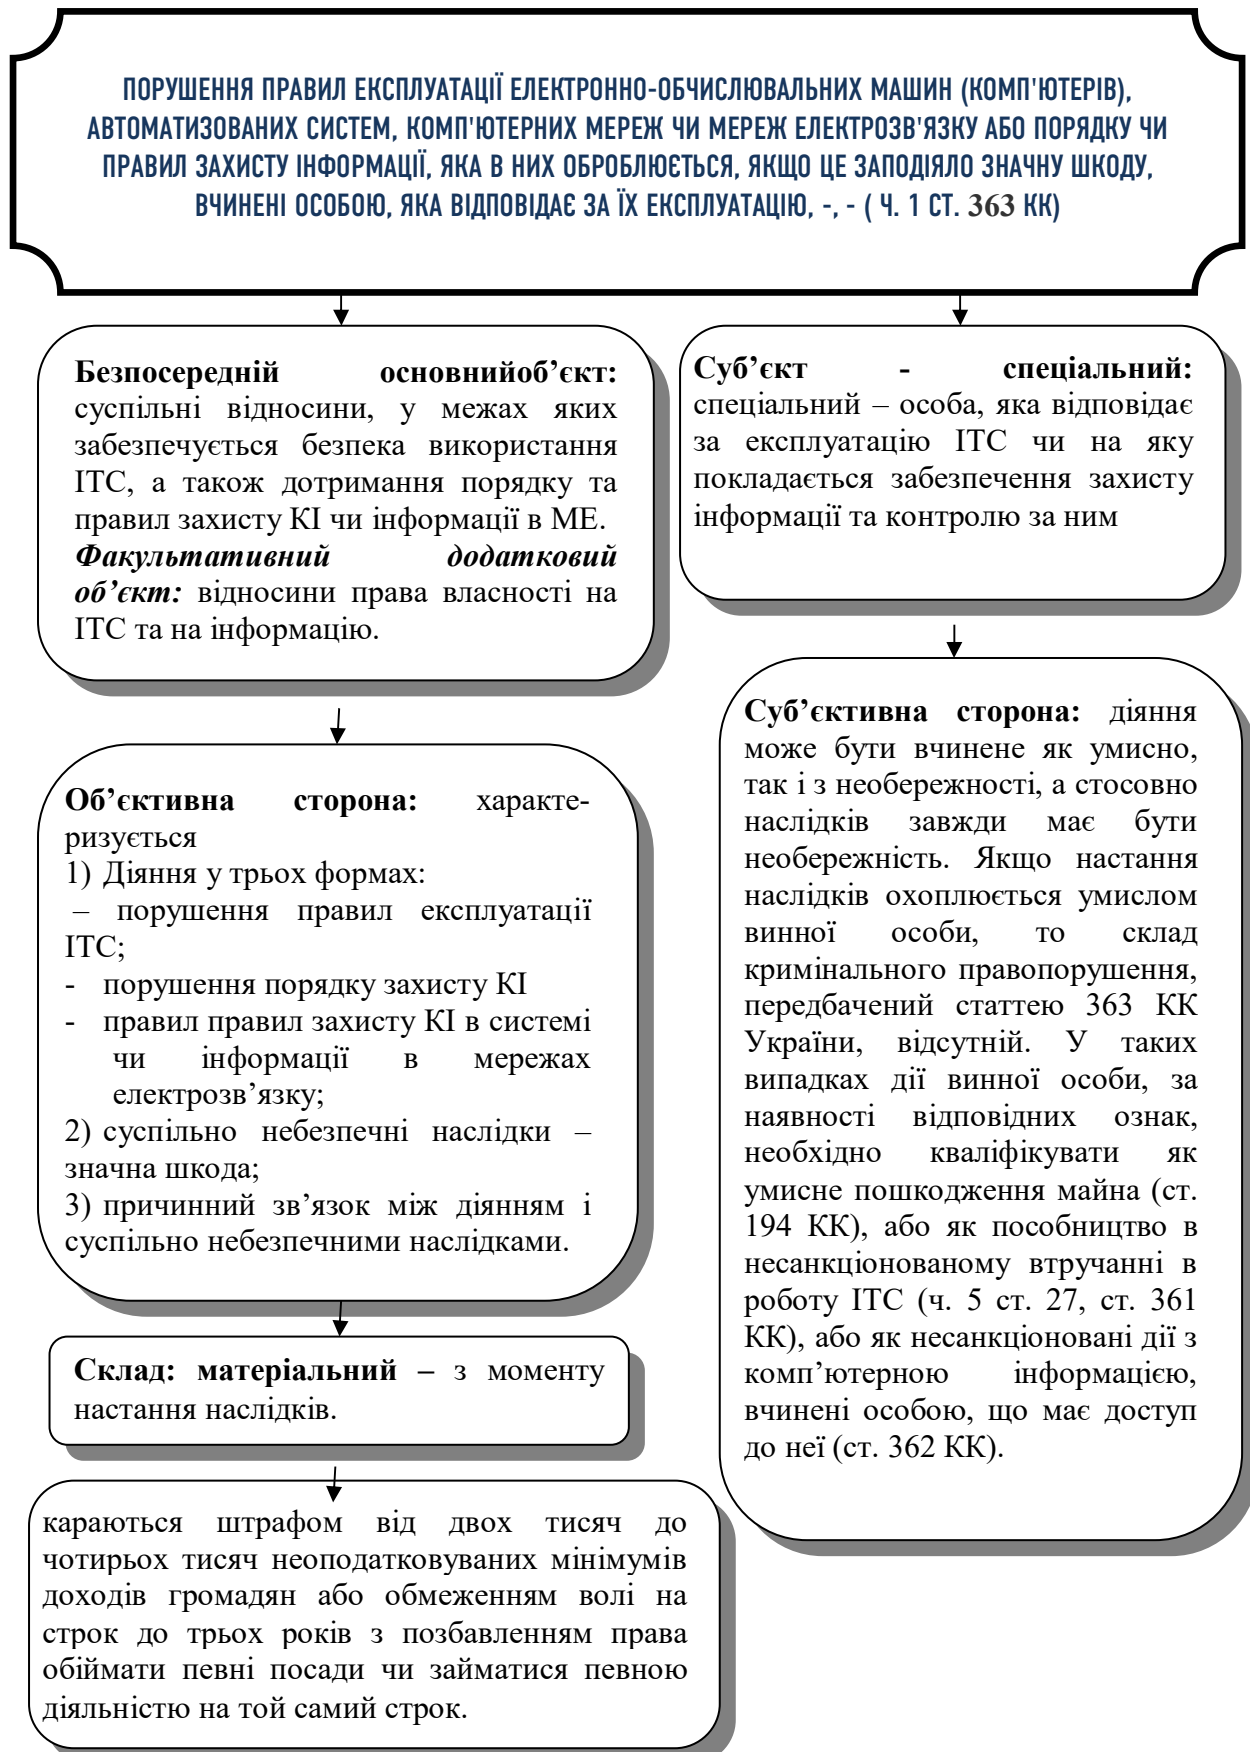 ПОРУШЕННЯ ПРАВИЛ ЕКСПЛУАТАЦІЇ ЕЛЕКТРОННО-ОБЧИСЛЮВАЛЬНИХ МАШИН (КОМП'ЮТЕРІВ),
АВТОМАТИЗОВАНИХ СИСТЕМ, КОМП'ЮТЕРНИХ МЕРЕЖ ЧИ МЕРЕЖ ЕЛЕКТРОЗВ'ЯЗКУ АБО ПОРЯДКУ ЧИ
ПРАВИЛ ЗАХИСТУ ІНФОРМАЦІЇ, ЯКА В НИХ ОБРОБЛЮЄТЬСЯ, ЯКЩО ЦЕ ЗАПОДІЯЛО ЗНАЧНУ ШКОДУ,
ВЧИНЕНІ ОСОБОЮ, ЯКА ВІДПОВІДАЄ ЗА ЇХ ЕКСПЛУАТАЦІЮ, -, - ( Ч. 1 СТ. 363 КК)
Безпосередній основнийоб’єкт:
суспільні відносини, у межах яких
забезпечується безпека використання
ІТС, а також дотримання порядку та
правил захисту КІ чи інформації в МЕ.
Факультативний додатковий
об’єкт: відносини права власності на
ІТС та на інформацію.
Об’єктивна сторона: характе-
ризується
1) Діяння у трьох формах:
– порушення правил експлуатації
ІТС;
- порушення порядку захисту КІ
- правил правил захисту КІ в системі
чи інформації в мережах
електрозв’язку;
2) суспільно небезпечні наслідки –
значна шкода;
3) причинний зв’язок між діянням і
суспільно небезпечними наслідками.
Склад: матеріальний – з моменту
настання наслідків.
караються штрафом від двох тисяч до
чотирьох тисяч неоподатковуваних мінімумів
доходів громадян або обмеженням волі на
строк до трьох років з позбавленням права
обіймати певні посади чи займатися певною
діяльністю на той самий строк.
Суб’єкт - спеціальний:
спеціальний – особа, яка відповідає
за експлуатацію ІТС чи на яку
покладається забезпечення захисту
інформації та контролю за ним
Суб’єктивна сторона: діяння
може бути вчинене як умисно,
так і з необережності, а стосовно
наслідків завжди має бути
необережність. Якщо настання
наслідків охоплюється умислом
винної особи, то склад
кримінального правопорушення,
передбачений статтею 363 КК
України, відсутній. У таких
випадках дії винної особи, за
наявності відповідних ознак,
необхідно кваліфікувати як
умисне пошкодження майна (ст.
194 КК), або як пособництво в
несанкціонованому втручанні в
роботу ІТС (ч. 5 ст. 27, ст. 361
КК), або як несанкціоновані дії з
комп’ютерною інформацією,
вчинені особою, що має доступ
до неї (ст. 362 КК).